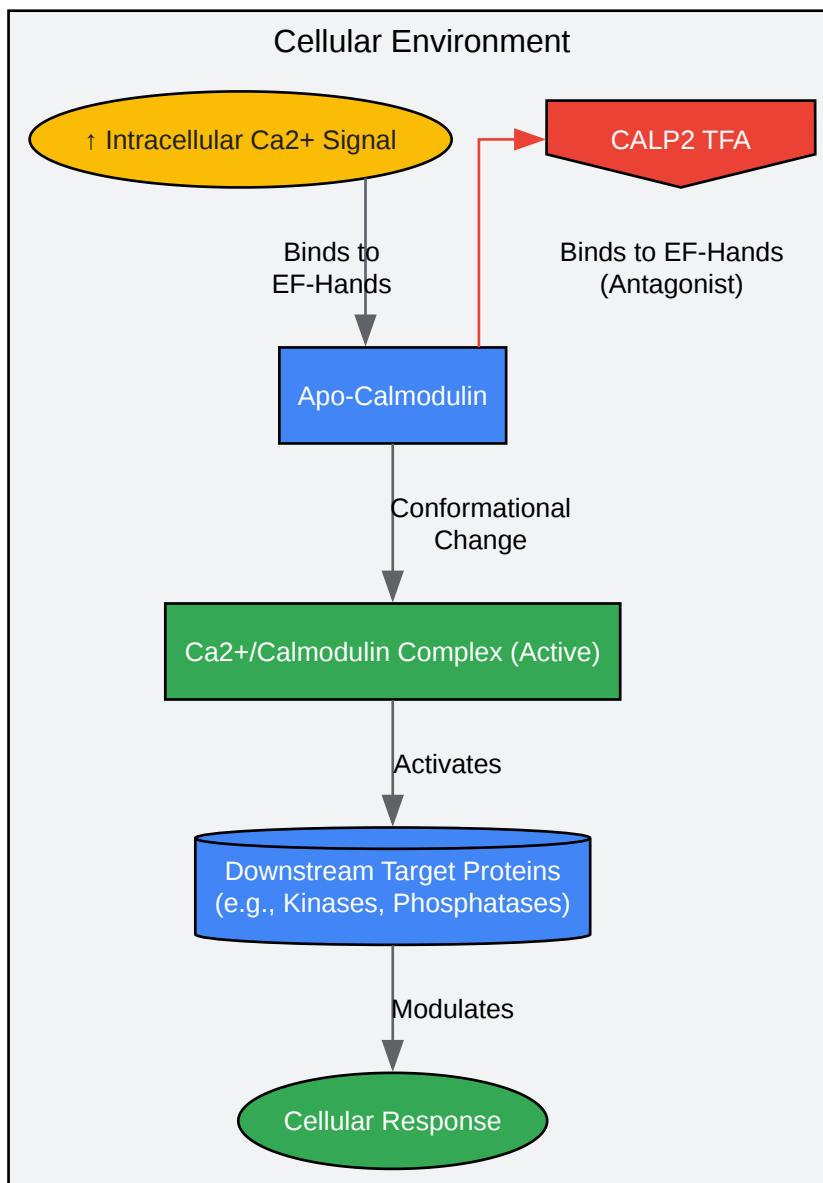 Cellular Environment
↑ Intracellular Ca2+ Signal
CALP2 TFA
Binds to
EF-Hands
Binds to EF-Hands
(Antagonist)
Apo-Calmodulin
Conformational
Change
Ca2+/Calmodulin Complex (Active)
Activates
Downstream Target Proteins
(e.g., Kinases, Phosphatases)
Modulates
Cellular Response